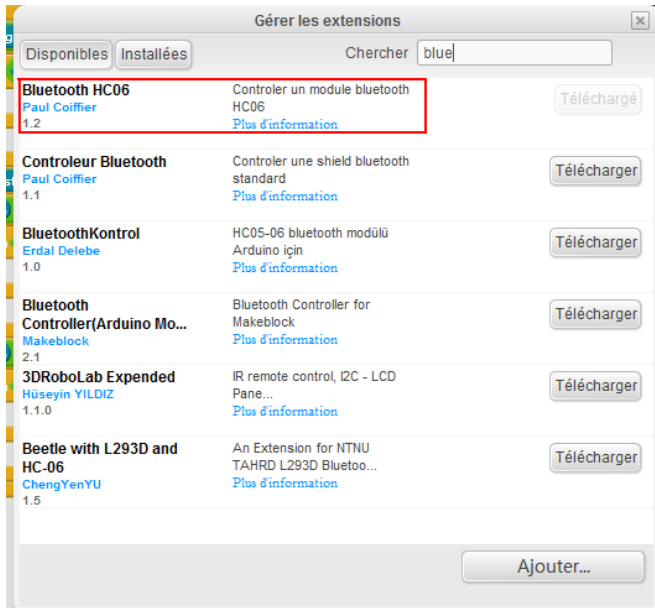 Gérer les extensions
Disponibles Installées Chercher blue
Bluetooth HC06
Paul Coiffier
1.2
Controler un module bluetooth
HC06
Plus d'information
Téléchargé
Controleur Bluetooth
Paul Coiffier
1.1
Controler une shield bluetooth
standard
Plus d'information
Télécharger
BluetoothKontrol
Erdal Delebe
1.0
HC05-06 bluetooth modülü
Arduino için
Plus d'information
Télécharger
Bluetooth
Controller(Arduino Mo...
Makeblock
2.1
Bluetooth Controller for
Makeblock
Plus d'information
Télécharger
3DRoboLab Expended
Hüseyin YILDIZ
1.1.0
IR remote control, I2C - LCD
Pane...
Plus d'information
Télécharger
Beetle with L293D and
HC-06
ChengYenYU
1.5
An Extension for NTNU
TAHRD L293D Bluetoo...
Plus d'information
Télécharger
Ajouter...